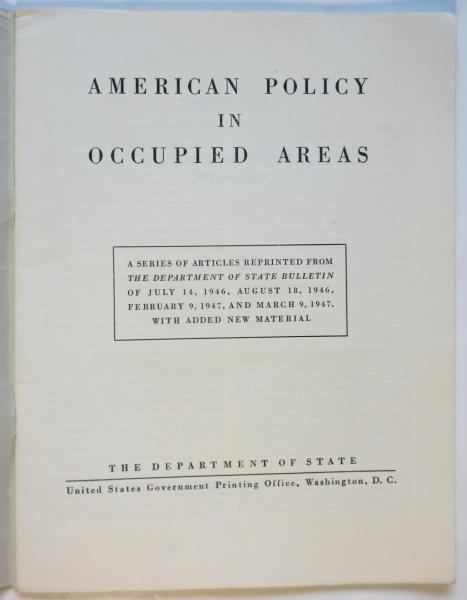 AMERICAN POLICY
IN
OCCUPIED AREAS
A SERIES OF ARTICLES REPRINTED FROM
THE DEPARTMENT OF STATE BULLETIN
OF JULY 14, 1946, AUGUST 18, 1946,
FEBRUARY 9, 1947, AND MARCH 9, 1947,
WITH ADDED NEW MATERIAL
THE DEPARTMENT OF STATE
United States Government Printing Office, Washington, D. C.